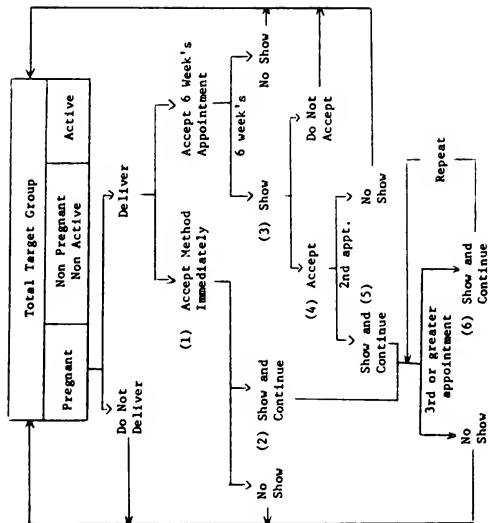 Total Target Group
Pregnant
Non Pregnant
Non Active
Active
Do Not
Deliver
Deliver
(1) Accept Method
Immediately
Accept 6 Week's
Appointment
6 week's
No
Show
(2) Show and
Continue
(3) Show
No Show
(4) Accept
Do Not
Accept
2nd appt.
Show and (5)
Continue
No
Show
3rd or greater
appointment
Repeat
No
Show
(6) Show and
Continue